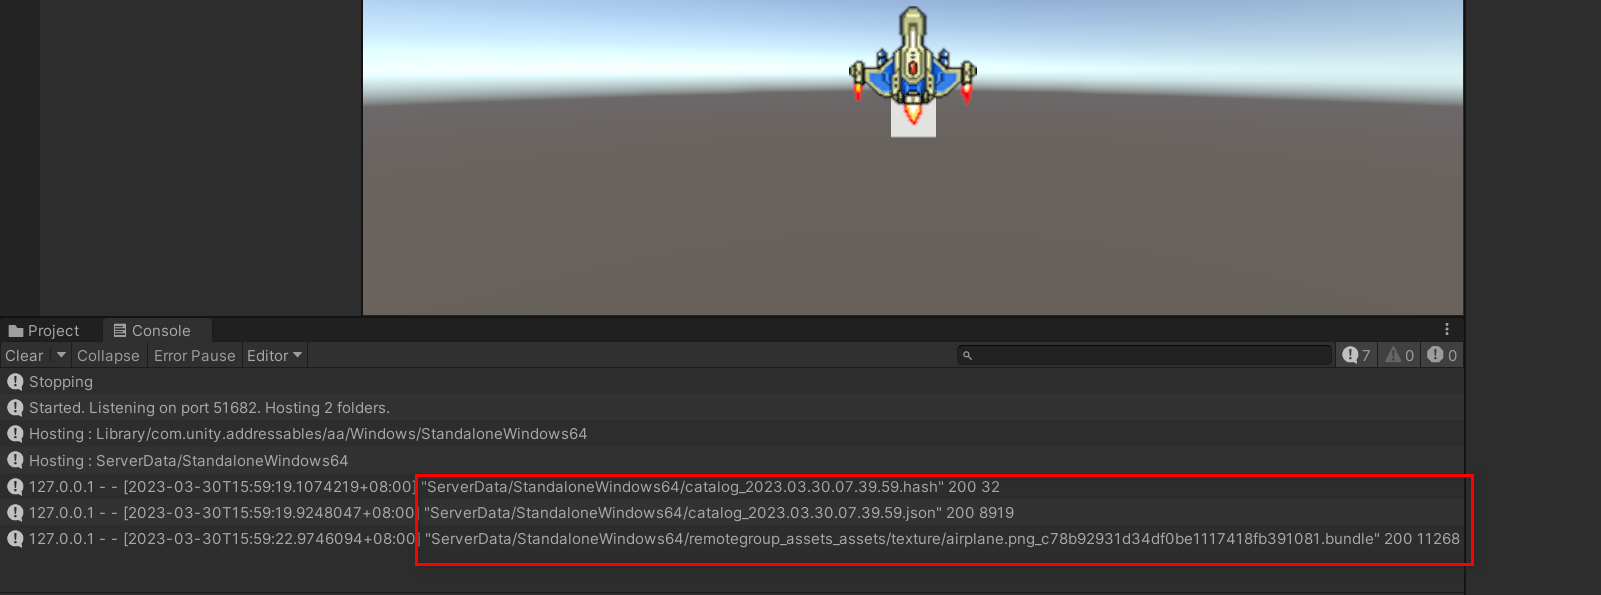 Project Console
Clear Collapse Error Pause Editor 7 0 0
Stopping
Started. Listening on port 51682. Hosting 2 folders.
Hosting : Library/com.unity.addressables/aa/Windows/StandaloneWindows64
Hosting : ServerData/StandaloneWindows64
127.0.0.1 - - [2023-03-30T15:59:19.1074219+08:00] "ServerData/StandaloneWindows64/catalog_2023.03.30.07.39.59.hash" 200 32
127.0.0.1 - - [2023-03-30T15:59:19.9248047+08:00] "ServerData/StandaloneWindows64/catalog_2023.03.30.07.39.59.json" 200 8919
127.0.0.1 - - [2023-03-30T15:59:22.9746094+08:00] "ServerData/StandaloneWindows64/remotegroup_assets_assets/texture/airplane.png_c78b92931d34df0be1117418fb391081.bundle" 200 11268